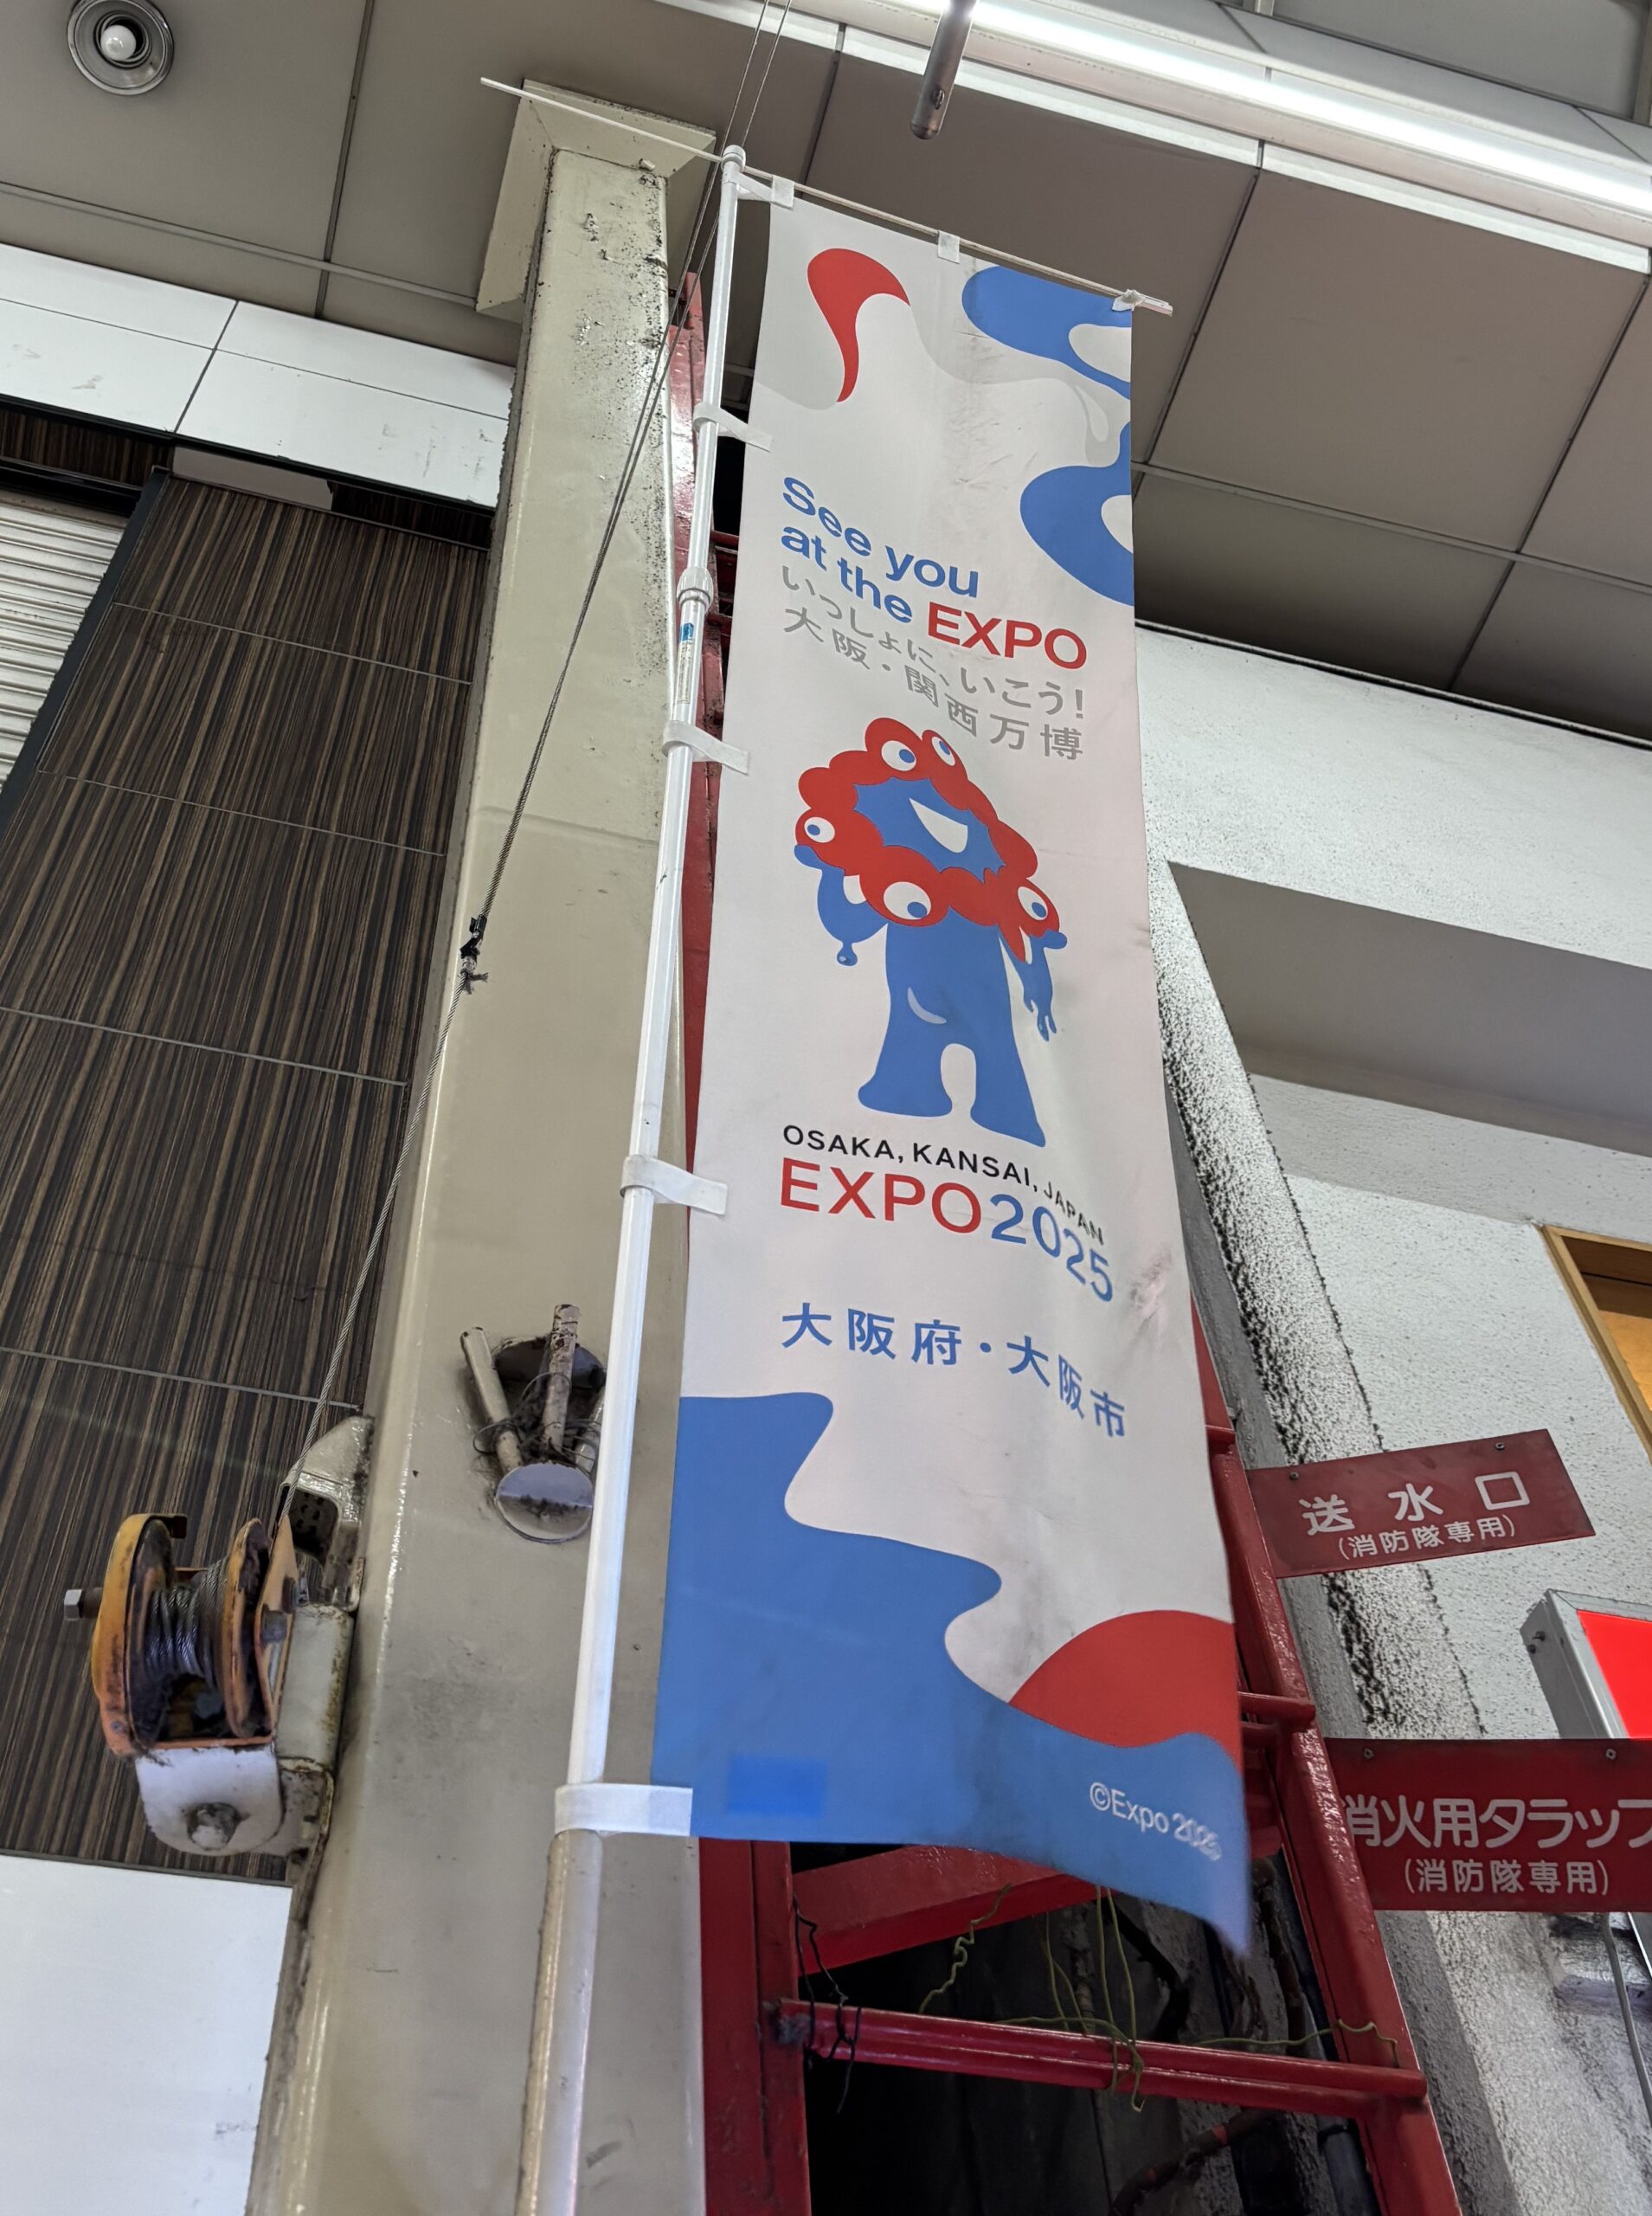 See you
at the EXPO
いっしょに、いこう!
大阪・関西万博
OSAKA, KANSAI, JAPAN
EXPO2025
大阪府・大阪市
©Expo 2025
送水口
(消防隊専用)
消火用タラップ
(消防隊専用)